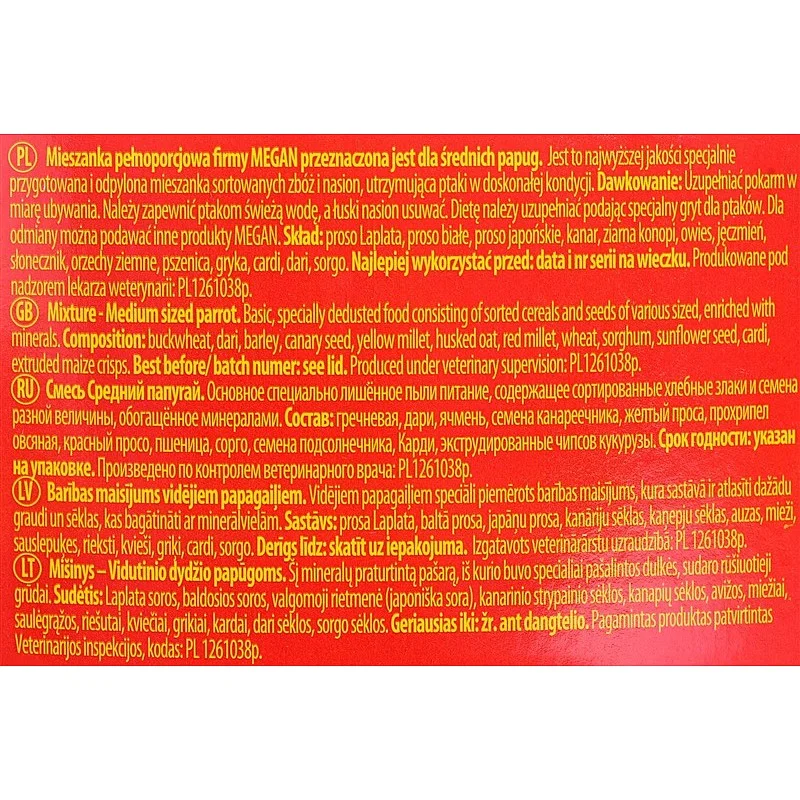 PL Mieszanka pełnoporcjowa firmy MEGAN przeznaczona jest dla średnich papug. Jest to najwyższej jakości specjalnie
przygotowana i odpylona mieszanka sortowanych zbóż i nasion, utrzymująca ptaki w doskonałej kondycji. Dawkowanie: Uzupełniać pokarm w
miarę ubywania. Należy zapewnić ptakom świeżą wodę, a łuski nasion usuwać. Dietę należy uzupełniać podając specjalny gryt dla ptaków. Dla
odmiany można podawać inne produkty MEGAN. Skład: proso Laplata, proso białe, proso japońskie, kanar, ziarna konopi, owies, jęczmień,
słonecznik, orzechy ziemne, pszenica, gryka, cardi, dari, sorgo. Najlepiej wykorzystać przed: data i nr serii na wieczku. Produkowane pod
nadzorem lekarza weterynarii: PL1261038p.
GB Mixture - Medium sized parrot. Basic, specially dedusted food consisting of sorted cereals and seeds of various sized, enriched with
minerals. Composition: buckwheat, dari, barley, canary seed, yellow millet, husked oat, red millet, wheat, sorghum, sunflower seed, cardi,
extruded maize crisps. Best before/ batch numer: see lid. Produced under veterinary supervision: PL1261038p.
RU Смесь Средний папугай. Основное специально лишённое пыли питание, содержащее сортированные хлебные злаки и семена
разной величины, обогащённое минералами. Состав: гречневая, дари, ячмень, семена канареечника, желтый проса, прохрипел
овсяная, красный просо, пшеница, сорго, семена подсолнечника, Карди, экструдированные чипсов кукурузы. Срок годности: указан
на упаковке. Произведено по контролем ветеринарного врача: PL1261038p.
LV Barības maisījums vidējiem papagaiļiem. Vidējiem papagaiļiem speciāli piemērots barības maisījums, kura sastāvā ir atlasīti dažādu
graudi un sēklas, kas bagātināti ar minerālvielām. Sastāvs: prosa Laplata, baltā prosa, japāņu prosa, kanāriju sēklas, kaņepju sēklas, auzas, mieži,
saulespukes, rieksti, kvieši, griķi, cardi, sorgo. Derīgs līdz: skatīt uz iepakojuma. Izgatavots veterinārārstu uzraudzībā: PL 1261038p.
LT Mišinys – Vidutinio dydžio papūgoms. Šį mineralų praturtintą pašarą, iš kurio buvo specialiai pašalintos dulkės, sudaro rūšiuotieji
grūdai. Sudėtis: Laplata soros, baldosios soros, valgomoji rietmenė (japoniška sora), kanarinio strypainio sėklos, kanapių sėklos, avižos, miežiai,
saulėgrąžos, riešutai, kviečiai, grikiai, kardai, dari sėklos, sorgo sėklos. Geriausias iki: žr. ant dangtelio. Pagamintas produktas patvirtintas
Veterinarijos inspekcijos, kodas: PL 1261038p.